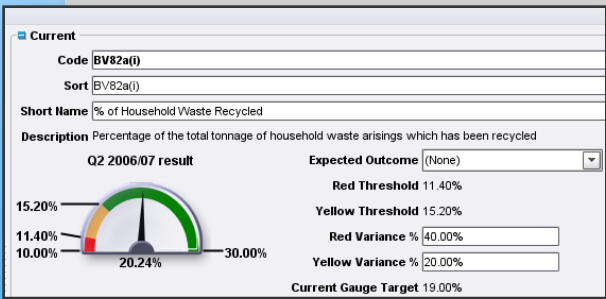 Current
Code BV82a(i)
Sort BV82a(i)
Short Name % of Household Waste Recycled
Description Percentage of the total tonnage of household waste arisings which has been recycled
Q2 2006/07 result
15.20%
11.40%
10.00%
20.24%
30.00%
Expected Outcome (None)
Red Threshold 11.40%
Yellow Threshold 15.20%
Red Variance % 40.00%
Yellow Variance % 20.00%
Current Gauge Target 19.00%